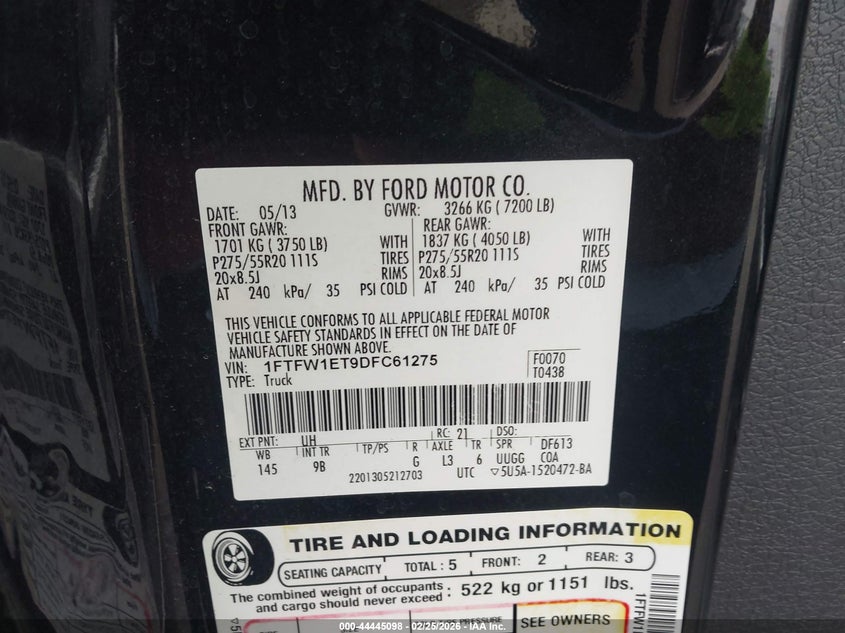 MFD. BY FORD MOTOR CO.
DATE: 05/13 GVWR: 3266 KG ( 7200 LB)
FRONT GAWR: REAR GAWR:
1701 KG ( 3750 LB) WITH 1837 KG ( 4050 LB) WITH
P275/55R20 111S TIRES P275/55R20 111S TIRES
20x8.5J RIMS 20x8.5J RIMS
AT 240 kPa/ 35 PSI COLD AT 240 kPa/ 35 PSI COLD
THIS VEHICLE CONFORMS TO ALL APPLICABLE FEDERAL MOTOR
VEHICLE SAFETY STANDARDS IN EFFECT ON THE DATE OF
MANUFACTURE SHOWN ABOVE.
VIN: 1FTFW1ET9DFC61275 F0070
TYPE: Truck T0438
EXT PNT: UH RC: 21 DSO:
WB INT TR TP/PS R AXLE TR SPR DF613
145 9B G L3 6 UUGG COA
2201305212703 UTC ▽5U5A-1520472-BA
TIRE AND LOADING INFORMATION
SEATING CAPACITY TOTAL : 5 FRONT: 2 REAR: 3
The combined weight of occupants : 522 kg or 1151 lbs.
and cargo should never exceed
SEE OWNERS
1FTFW1
000-44445098 — 02/25/2026 — IAA, Inc.